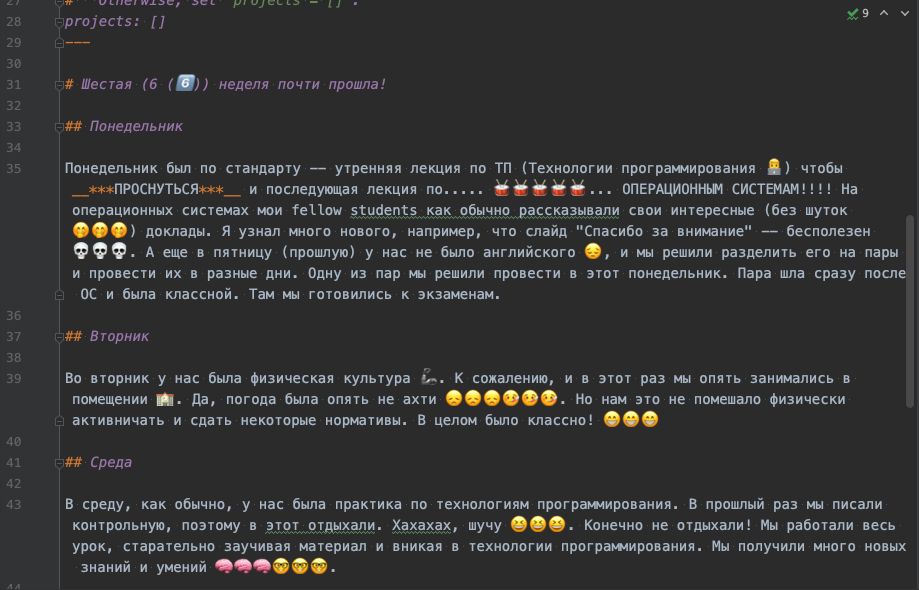 27 # Otherwise, set `projects = []`.
28 projects: []
9
29 ---
30
31 # Шестая (6 (6️⃣)) неделя почти прошла!
32
33 ## Понедельник
34
35 Понедельник был по стандарту -- утренняя лекция по ТП (Технологии программирования 👨‍💻) чтобы
__***ПРОСНУТЬСЯ***__ и последующая лекция по..... 🥁🥁🥁🥁🥁... ОПЕРАЦИОННЫМ СИСТЕМАМ!!!! На
операционных системах мои fellow students как обычно рассказывали свои интересные (без шуток
🤭🤭🤭) доклады. Я узнал много нового, например, что слайд "Спасибо за внимание" -- бесполезен
💀💀💀. А еще в пятницу (прошлую) у нас не было английского 😔, и мы решили разделить его на пары
и провести их в разные дни. Одну из пар мы решили провести в этот понедельник. Пара шла сразу после
ОС и была классной. Там мы готовились к экзаменам.
36
37 ## Вторник
38
39 Во вторник у нас была физическая культура 🦾. К сожалению, и в этот раз мы опять занимались в
помещении 🏫. Да, погода была опять не ахти 😞😞😞🤒🤒🤒. Но нам это не помешало физически
активничать и сдать некоторые нормативы. В целом было классно! 😁😁😁
40
41 ## Среда
42
43 В среду, как обычно, у нас была практика по технологиям программирования. В прошлый раз мы писали
контрольную, поэтому в этот отдыхали. Хахахах, шучу 😆😆😆. Конечно не отдыхали! Мы работали весь
урок, старательно заучивая материал и вникая в технологии программирования. Мы получили много новых
знаний и умений 🧠🧠🧠🤓🤓🤓.
44